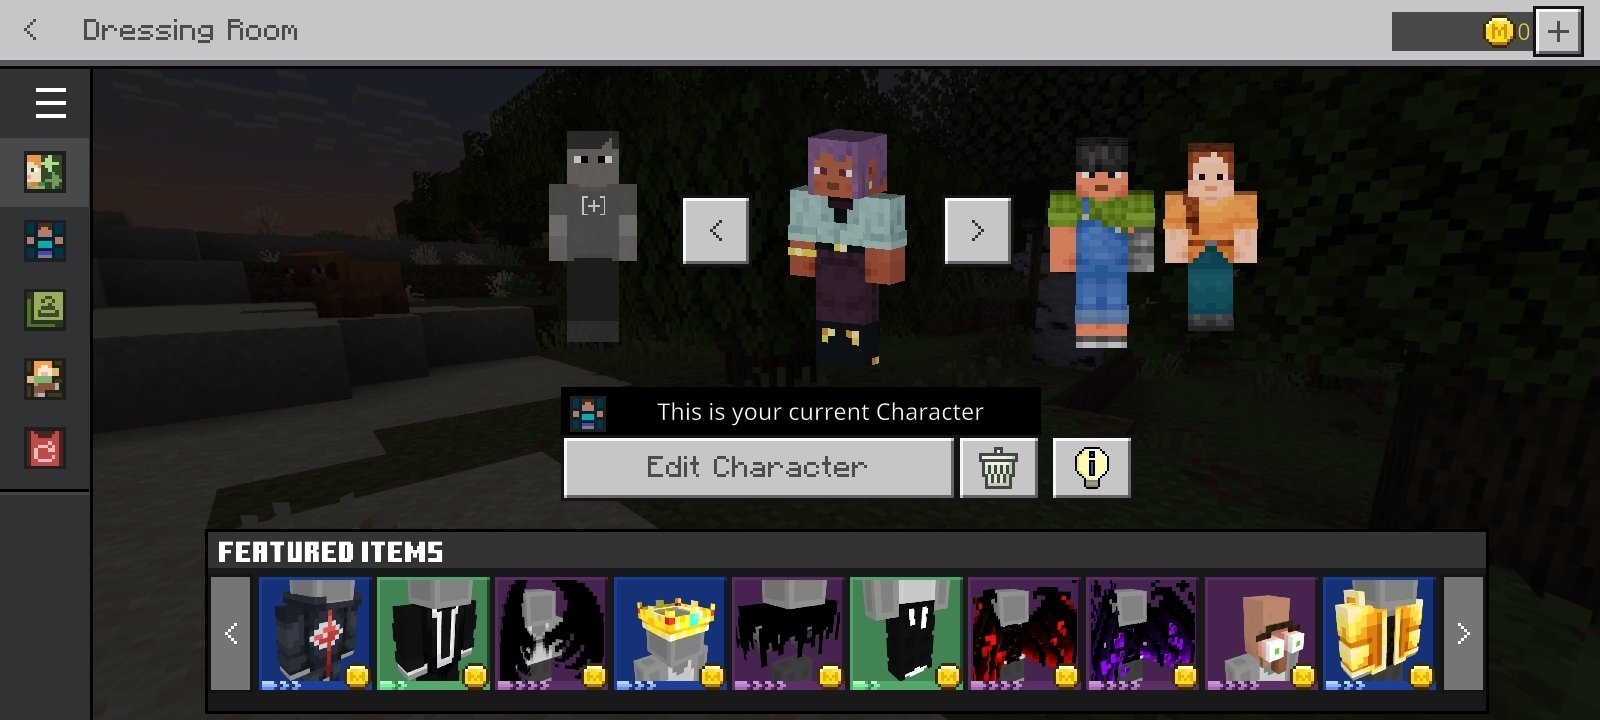 Dressing Room
0
[+]
This is your current Character
Edit Character
FEATURED ITEMS